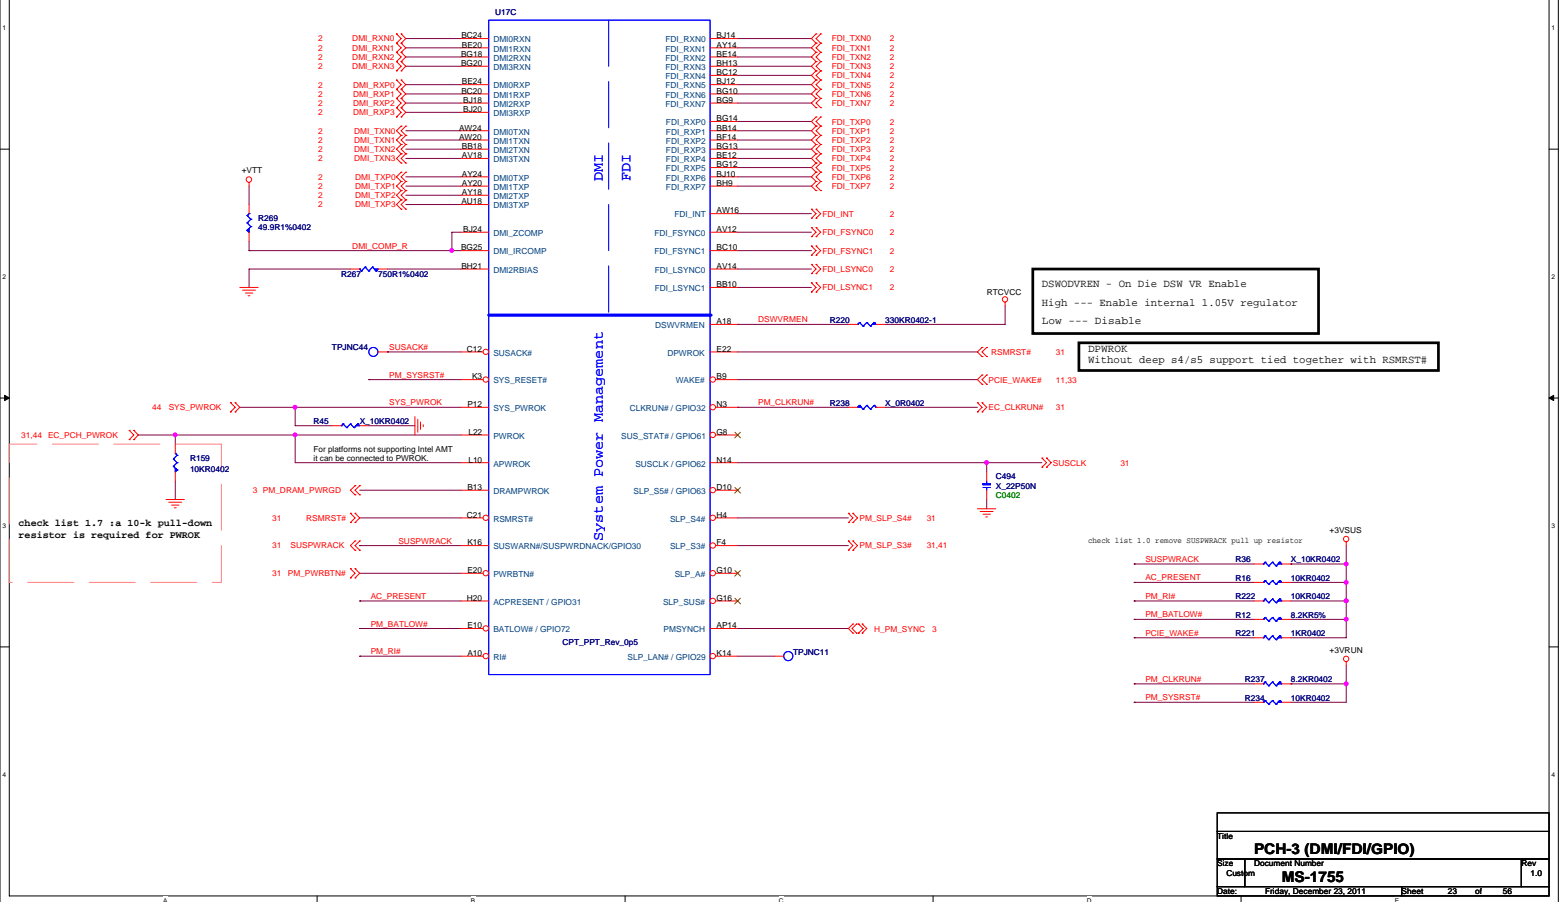 U17C
2 DMI_RXN0 BC24 DMI0RXN
2 DMI_RXN1 BE20 DMI1RXN
2 DMI_RXN2 BG18 DMI2RXN
2 DMI_RXN3 BG20 DMI3RXN
2 DMI_RXP0 BE24 DMI0RXP
2 DMI_RXP1 BC20 DMI1RXP
2 DMI_RXP2 BJ18 DMI2RXP
2 DMI_RXP3 BJ20 DMI3RXP
2 DMI_TXN0 AW24 DMI0TXN
2 DMI_TXN1 AW20 DMI1TXN
2 DMI_TXN2 BB18 DMI2TXN
2 DMI_TXN3 AV18 DMI3TXN
2 DMI_TXP0 AY24 DMI0TXP
2 DMI_TXP1 AY20 DMI1TXP
2 DMI_TXP2 AY18 DMI2TXP
2 DMI_TXP3 AU18 DMI3TXP
+VTT
R269
49.9R1%0402
BJ24 DMI_ZCOMP
DMI_COMP_R BG25 DMI_IRCOMP
R267 750R1%0402 BH21 DMI2RBIAS
DMI
FDI
FDI_RXN0 BJ14 FDI_TXN0 2
FDI_RXN1 AY14 FDI_TXN1 2
FDI_RXN2 BE14 FDI_TXN2 2
FDI_RXN3 BH13 FDI_TXN3 2
FDI_RXN4 BC12 FDI_TXN4 2
FDI_RXN5 BJ12 FDI_TXN5 2
FDI_RXN6 BG10 FDI_TXN6 2
FDI_RXN7 BG9 FDI_TXN7 2
FDI_RXP0 BG14 FDI_TXP0 2
FDI_RXP1 BB14 FDI_TXP1 2
FDI_RXP2 BF14 FDI_TXP2 2
FDI_RXP3 BG13 FDI_TXP3 2
FDI_RXP4 BE12 FDI_TXP4 2
FDI_RXP5 BG12 FDI_TXP5 2
FDI_RXP6 BJ10 FDI_TXP6 2
FDI_RXP7 BH9 FDI_TXP7 2
FDI_INT AW16 FDI_INT 2
FDI_FSYNC0 AV12 FDI_FSYNC0 2
FDI_FSYNC1 BC10 FDI_FSYNC1 2
FDI_LSYNC0 AV14 FDI_LSYNC0 2
FDI_LSYNC1 BB10 FDI_LSYNC1 2
RTCVCC
DSWVRMEN A18 DSWVRMEN R220 330KR0402-1
DSWODVREN - On Die DSW VR Enable
High --- Enable internal 1.05V regulator
Low --- Disable
DPWROK E22 RSMRST# 31
DPWROK
Without deep s4/s5 support tied together with RSMRST#
WAKE# B9 PCIE_WAKE# 11,33
CLKRUN# / GPIO32 N3 PM_CLKRUN# R238 X_0R0402 EC_CLKRUN# 31
SUS_STAT# / GPIO61 G8
SUSCLK / GPIO62 N14 SUSCLK 31
C494
X_22P50N
C0402
SLP_S5# / GPIO63 D10
SLP_S4# H4 PM_SLP_S4# 31
SLP_S3# F4 PM_SLP_S3# 31,41
SLP_A# G10
SLP_SUS# G16
PMSYNCH AP14 H_PM_SYNC 3
SLP_LAN# / GPIO29 K14 TPJNC11
System Power Management
TPJNC44 SUSACK# C12 SUSACK#
PM_SYSRST# K3 SYS_RESET#
44 SYS_PWROK SYS_PWROK P12 SYS_PWROK
R45 X_10KR0402
31,44 EC_PCH_PWROK L22 PWROK
For platforms not supporting Intel AMT
it can be connected to PWROK.
L10 APWROK
R159
10KR0402
3 PM_DRAM_PWRGD B13 DRAMPWROK
31 RSMRST# C21 RSMRST#
check list 1.7 :a 10-k pull-down
resistor is required for PWROK
31 SUSPWRACK SUSPWRACK K16 SUSWARN#/SUSPWRDNACK/GPIO30
31 PM_PWRBTN# E20 PWRBTN#
AC_PRESENT H20 ACPRESENT / GPIO31
PM_BATLOW# E10 BATLOW# / GPIO72
CPT_PPT_Rev_0p5
PM_RI# A10 RI#
+3VSUS
check list 1.0 remove SUSPWRACK pull up resistor
SUSPWRACK R36 X_10KR0402
AC_PRESENT R16 10KR0402
PM_RI# R222 10KR0402
PM_BATLOW# R12 8.2KR5%
PCIE_WAKE# R221 1KR0402
+3VRUN
PM_CLKRUN# R237 8.2KR0402
PM_SYSRST# R234 10KR0402
Title
PCH-3 (DMI/FDI/GPIO)
Size Document Number Rev
Custom MS-1755 1.0
Date: Friday, December 23, 2011 Sheet 23 of 56
1
2
3
4
1
2
3
4
A B C D E